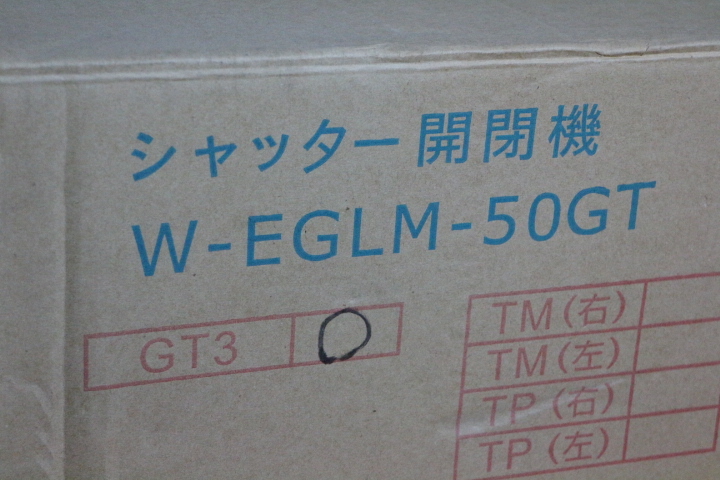 シャッター開閉機
W-EGLM-50GT
GT3 ○
TM(右)
TM(左)
TP(右)
TP(左)